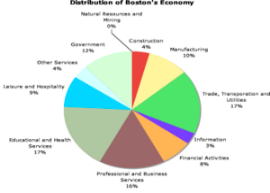 Distribution of Boston's Economy
Natural Resources and
Mining
0%
Construction
4%
Manufacturing
10%
Trade, Transportation and
Utilities
17%
Information
3%
Financial Activities
8%
Professional and Business
Services
16%
Educational and Health
Services
17%
Leisure and Hospitality
9%
Other Services
4%
Government
12%